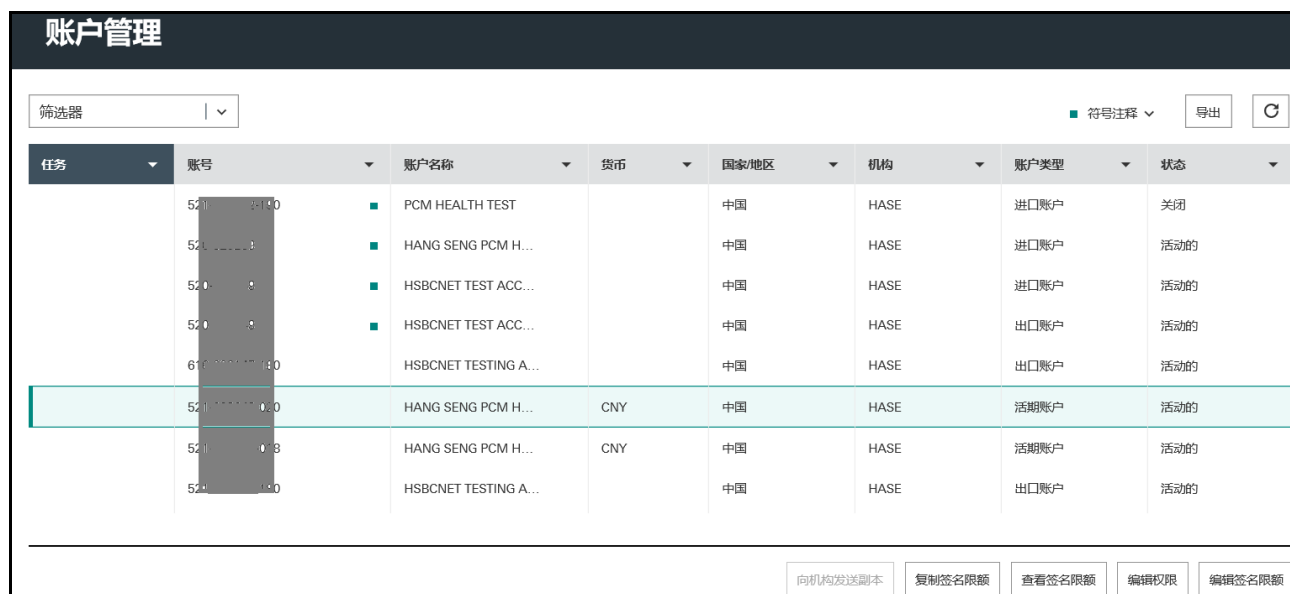 账户管理
筛选器
符号注释 导出
任务 账号 账户名称 货币 国家/地区 机构 账户类型 状态
PCM HEALTH TEST 中国 HASE 进口账户 关闭
HANG SENG PCM H... 中国 HASE 进口账户 活动的
HSBCNET TEST ACC... 中国 HASE 进口账户 活动的
HSBCNET TEST ACC... 中国 HASE 出口账户 活动的
HSBCNET TESTING A... 中国 HASE 出口账户 活动的
HANG SENG PCM H... CNY 中国 HASE 活期账户 活动的
HANG SENG PCM H... CNY 中国 HASE 活期账户 活动的
HSBCNET TESTING A... 中国 HASE 出口账户 活动的
向机构发送副本 复制签名限额 查看签名限额 编辑权限 编辑签名限额